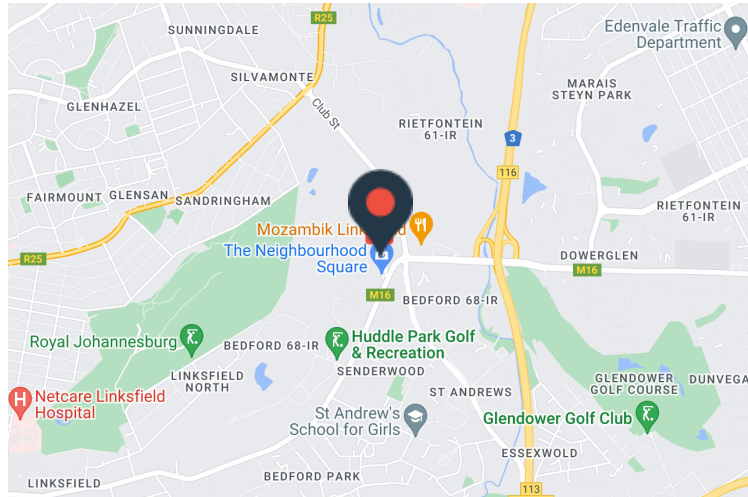 R25
SUNNINGDALE
Edenvale Traffic
Department
SILVAMONTE
GLENHAZEL
Club St
MARAIS
STEYN PARK
RIETFONTEIN
61-IR
3
116
FAIRMOUNT
GLENSAN
SANDRINGHAM
RIETFONTEIN
61-IR
Mozambik Lin
d
The Neighbourhood
Square
R25
DOWERGLEN
M16
M16
BEDFORD 68-IR
Royal Johannesburg
BEDFORD 68-IR
Huddle Park Golf
& Recreation
SENDERWOOD
LINKSFIELD
NORTH
GLENDOWER
GOLF COURSE
DUNVEGA
H
Netcare Linksfield
Hospital
ST ANDREWS
St Andrew's
School for Girls
Glendower Golf Club
ESSEXWOLD
BEDFORD PARK
LINKSFIELD
113